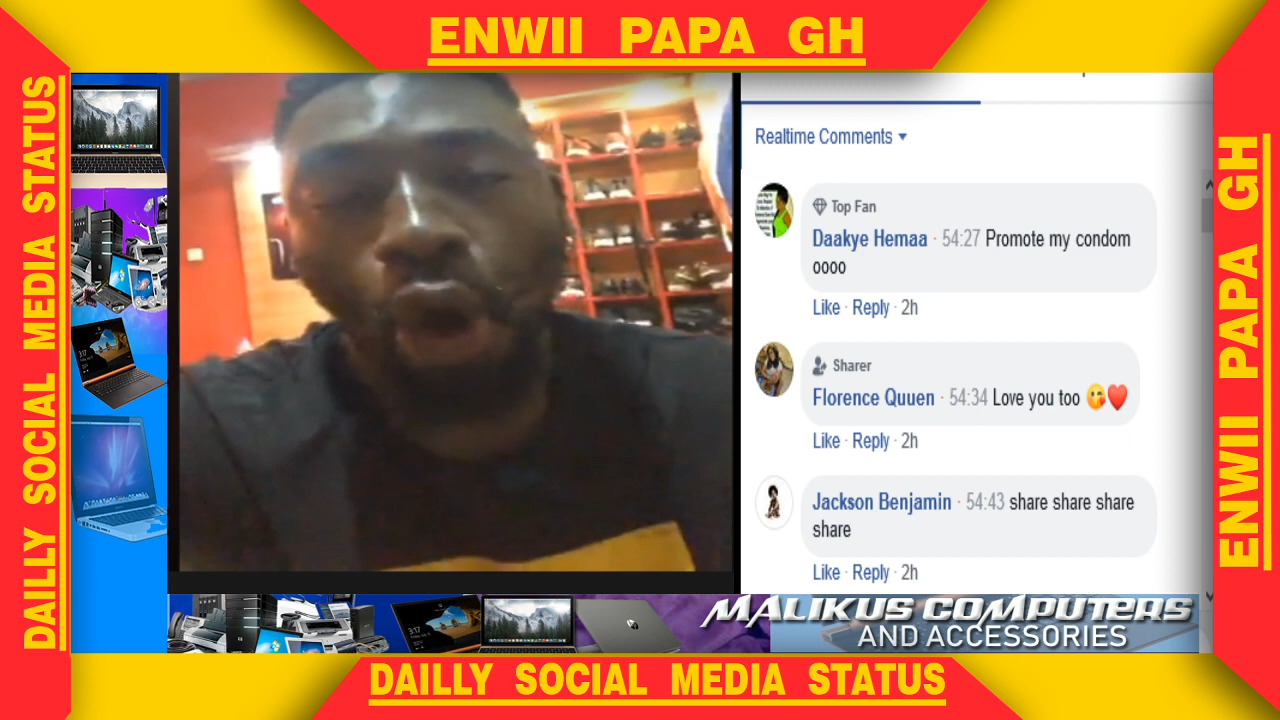 ENWII PAPA GH
DAILLY SOCIAL MEDIA STATUS
Realtime Comments
Top Fan
Daakye Hemaa · 54:27 Promote my condom
oooo
Like · Reply · 2h
Sharer
Florence Quuen · 54:34 Love you too 😘❤️
Like · Reply · 2h
Jackson Benjamin · 54:43 share share share
share
Like · Reply · 2h
ENWII PAPA GH
MALIKUS COMPUTERS
AND ACCESSORIES
DAILLY SOCIAL MEDIA STATUS